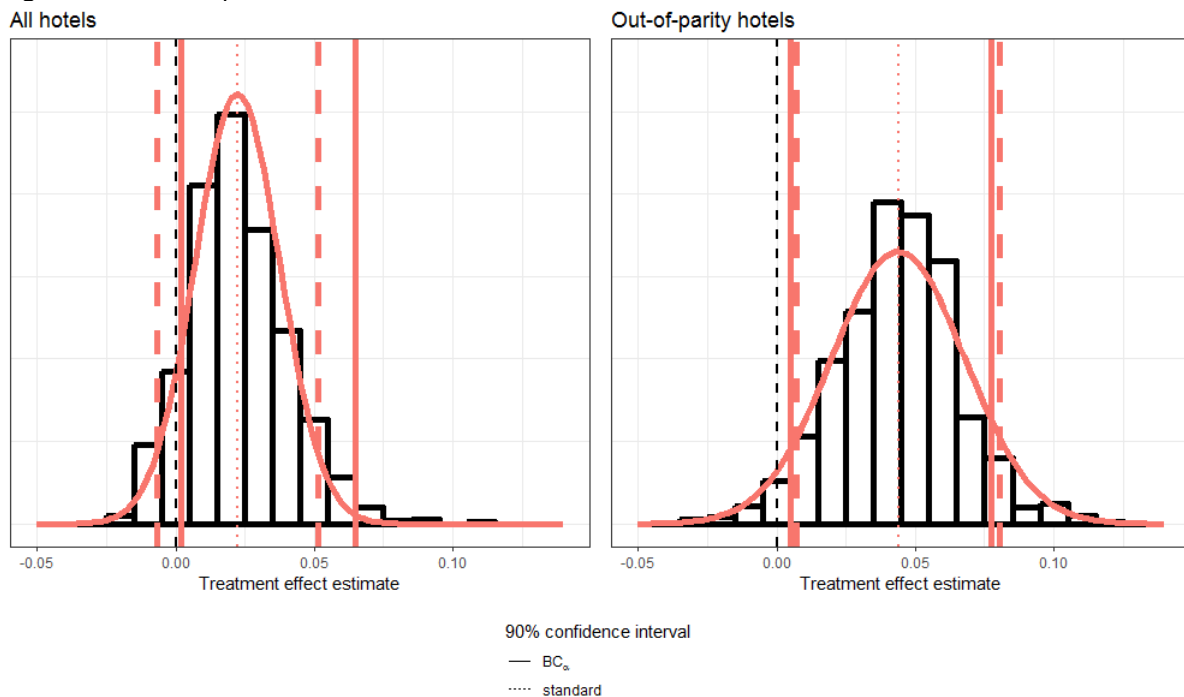 All hotels
Out-of-parity hotels
-0.05 0.00 0.05 0.10
-0.05 0.00 0.05 0.10
Treatment effect estimate
Treatment effect estimate
90% confidence interval
BCα
standard